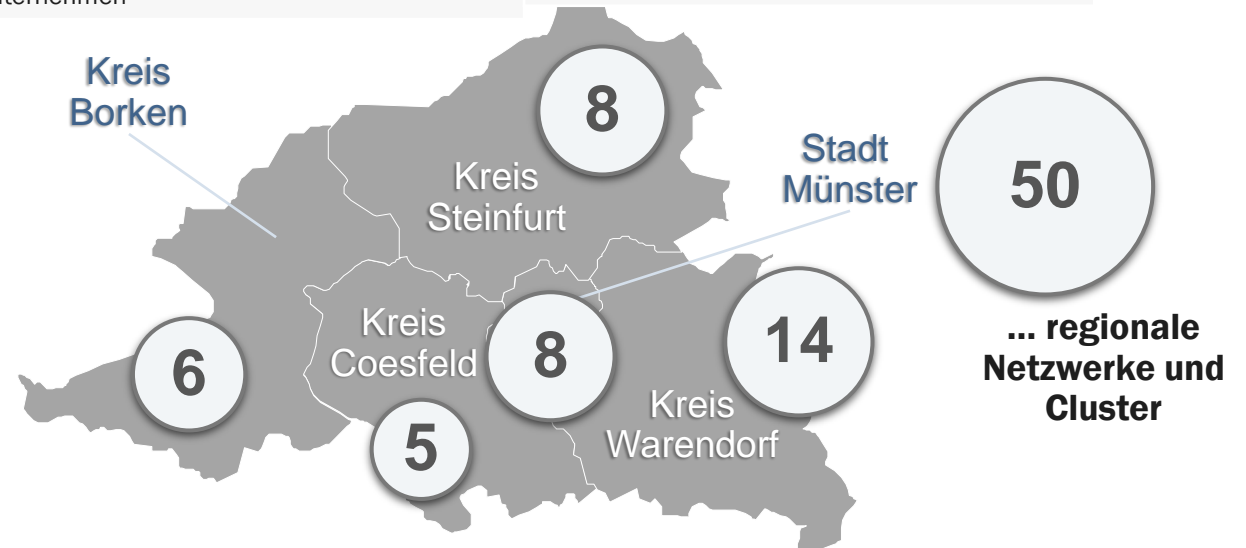 Kreis
Borken
8
Kreis
Steinfurt
Stadt
Münster
50
... regionale
Netzwerke und
Cluster
6
Kreis
Coesfeld
8
14
Kreis
Warendorf
5